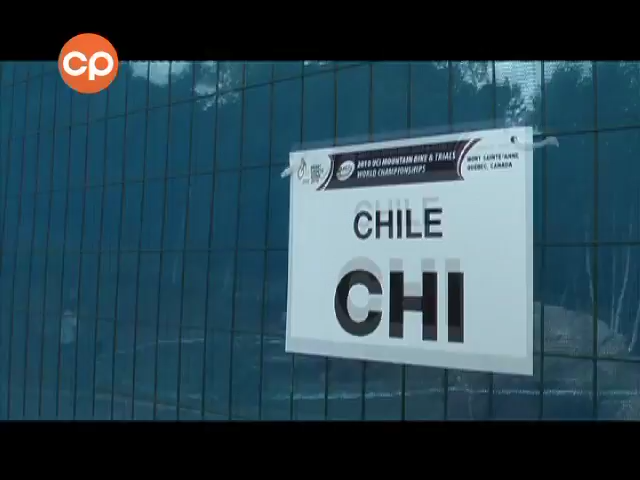 cp
2010 UCI MOUNTAIN BIKE & TRIALS
WORLD CHAMPIONSHIPS
MONT SAINTE-ANNE
QUÉBEC, CANADA
CHILE
CHI